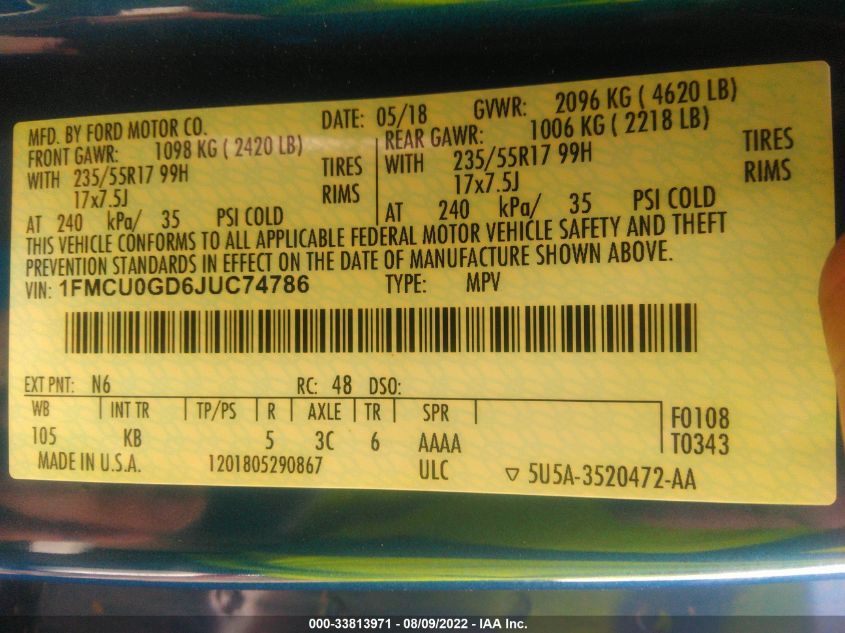 MFD. BY FORD MOTOR CO. DATE: 05/18 GVWR: 2096 KG ( 4620 LB)
FRONT GAWR: 1098 KG ( 2420 LB) REAR GAWR: 1006 KG ( 2218 LB)
WITH 235/55R17 99H TIRES WITH 235/55R17 99H TIRES
17x7.5J RIMS 17x7.5J RIMS
AT 240 kPa/ 35 PSI COLD AT 240 kPa/ 35 PSI COLD
THIS VEHICLE CONFORMS TO ALL APPLICABLE FEDERAL MOTOR VEHICLE SAFETY AND THEFT
PREVENTION STANDARDS IN EFFECT ON THE DATE OF MANUFACTURE SHOWN ABOVE.
VIN: 1FMCU0GD6JUC74786 TYPE: MPV
EXT PNT: N6 RC: 48 DSO:
WB INT TR TP/PS R AXLE TR SPR F0108
105 KB 5 3C 6 AAAA T0343
MADE IN U.S.A. 1201805290867 ULC ▽ 5U5A-3520472-AA
000-33813971 - 08/09/2022 - IAA Inc.